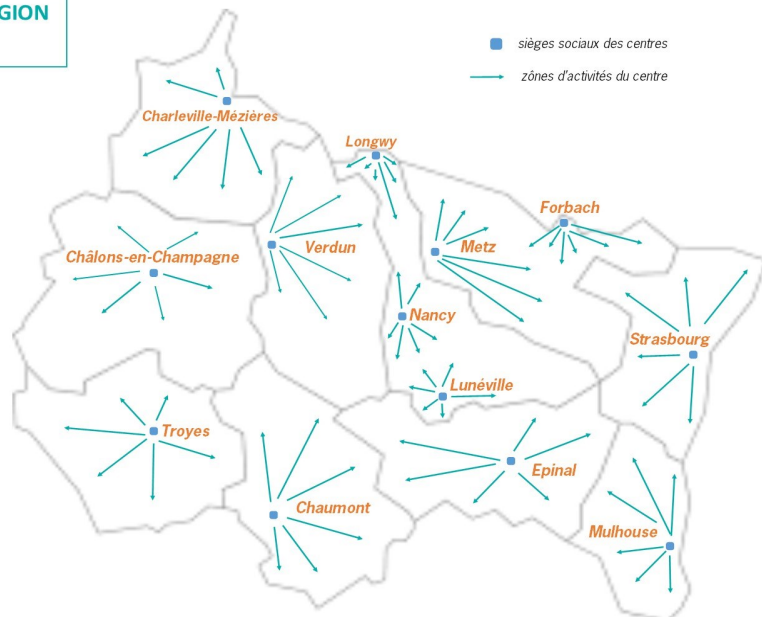 GION
sièges sociaux des centres
zônes d'activités du centre
Charleville-Mézières
Longwy
Forbach
Verdun
Metz
Châlons-en-Champagne
Nancy
Strasbourg
Lunéville
Troyes
Epinal
Chaumont
Mulhouse